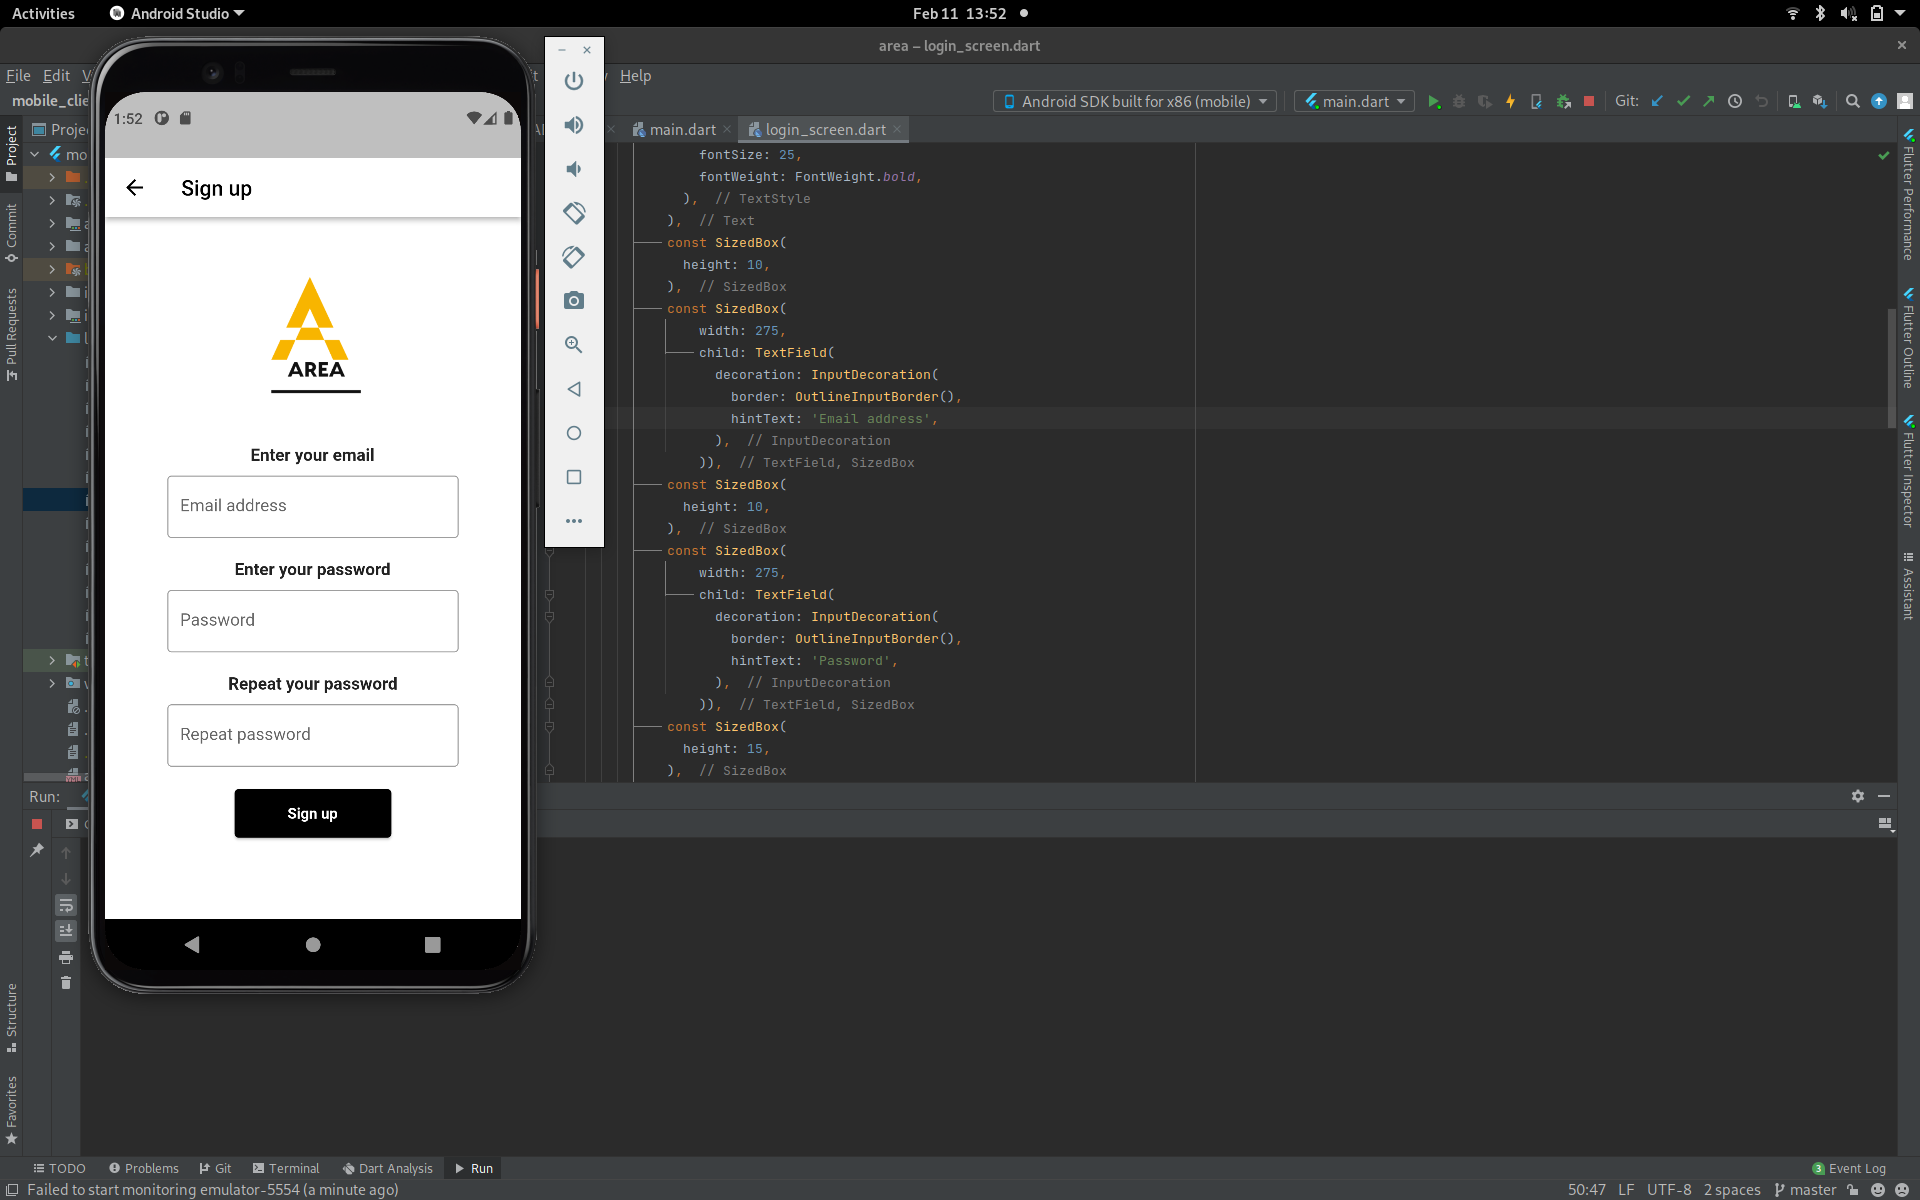 Activities
Android Studio
Feb 11 13:52
area – login_screen.dart
File Edit V Help
mobile_clie
Android SDK built for x86 (mobile)
main.dart
Git:
Project
mo
main.dart
login_screen.dart
1:52
Sign up
AREA
Enter your email
Email address
Enter your password
Password
Repeat your password
Repeat password
Sign up
fontSize: 25,
fontWeight: FontWeight.bold,
), // TextStyle
), // Text
const SizedBox(
height: 10,
), // SizedBox
const SizedBox(
width: 275,
child: TextField(
decoration: InputDecoration(
border: OutlineInputBorder(),
hintText: 'Email address',
), // InputDecoration
)), // TextField, SizedBox
const SizedBox(
height: 10,
), // SizedBox
const SizedBox(
width: 275,
child: TextField(
decoration: InputDecoration(
border: OutlineInputBorder(),
hintText: 'Password',
), // InputDecoration
)), // TextField, SizedBox
const SizedBox(
height: 15,
), // SizedBox
Commit
Pull Requests
Structure
Favorites
Flutter Performance
Flutter Outline
Flutter Inspector
Assistant
Run:
TODO Problems Git Terminal Dart Analysis Run
3 Event Log
Failed to start monitoring emulator-5554 (a minute ago)
50:47 LF UTF-8 2 spaces master